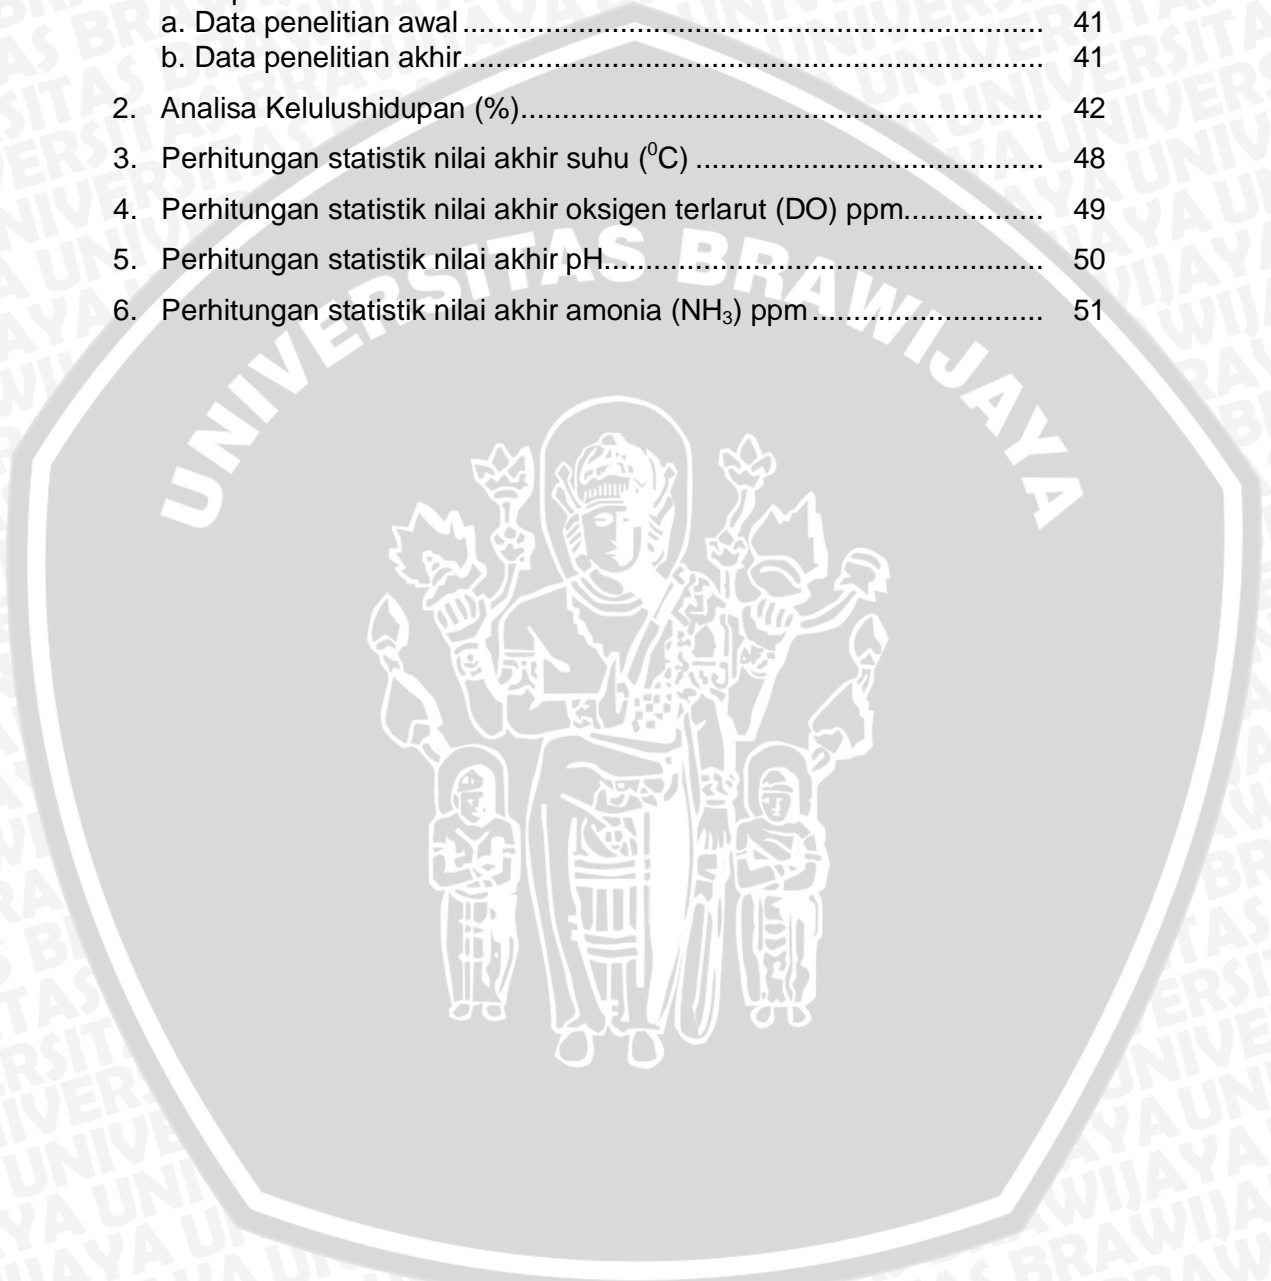 a. Data penelitian awal ........................................................................ 41
b. Data penelitian akhir ....................................................................... 41
2. Analisa Kelulushidupan (%) ................................................................ 42
3. Perhitungan statistik nilai akhir suhu (⁰C) .......................................... 48
4. Perhitungan statistik nilai akhir oksigen terlarut (DO) ppm ................. 49
5. Perhitungan statistik nilai akhir pH ...................................................... 50
6. Perhitungan statistik nilai akhir amonia (NH₃) ppm ............................ 51
UNIVERSITAS BRAWIJAYA